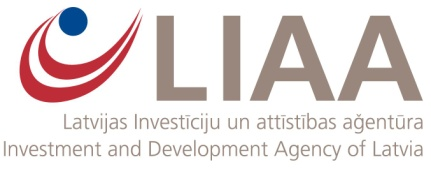 LIAA
Latvijas Investīciju un attīstības aģentūra
Investment and Development Agency of Latvia